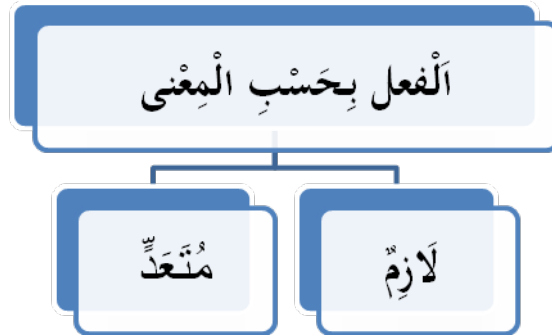 اَلْفعل بِحَسْبِ الْمِعْنى
لَازِمٌ
مُتَعَدٍّ